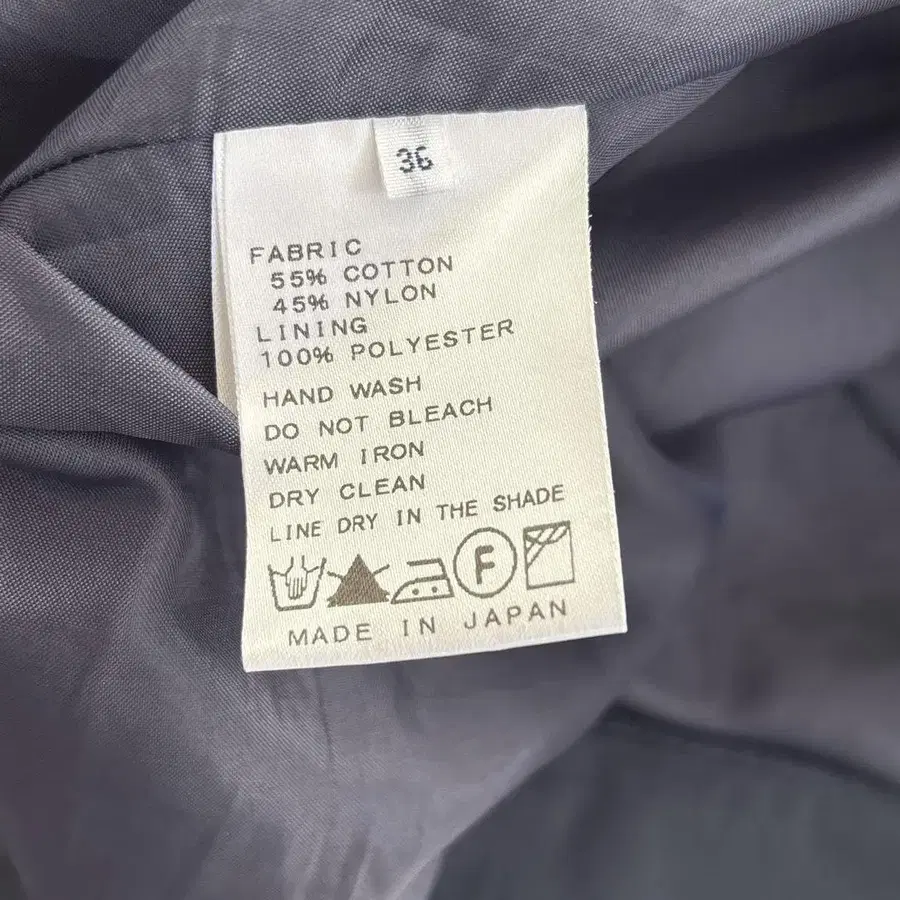 36
FABRIC
55% COTTON
45% NYLON
LINING
100% POLYESTER
HAND WASH
DO NOT BLEACH
WARM IRON
DRY CLEAN
LINE DRY IN THE SHADE
F
MADE IN JAPAN